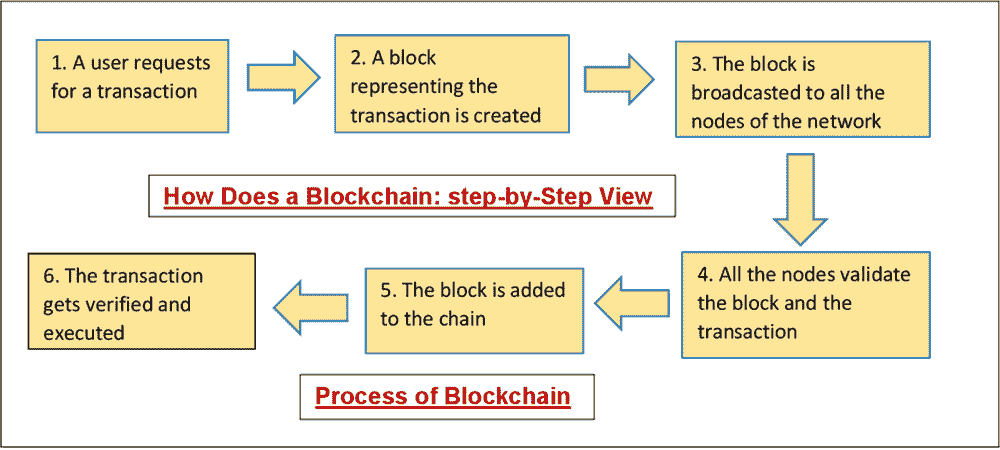 1. A user requests
for a transaction
2. A block
representing the
transaction is created
3. The block is
broadcasted to all the
nodes of the network
How Does a Blockchain: step-by-Step View
4. All the nodes validate
the block and the
transaction
5. The block is added
to the chain
6. The transaction
gets verified and
executed
Process of Blockchain